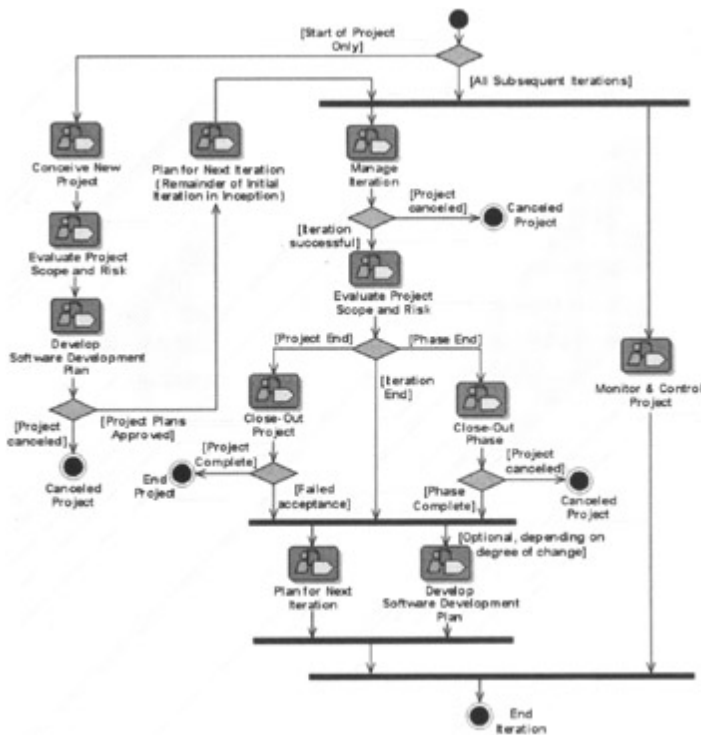 [Start of Project
Only]
[All Subsequent Iterations]
Conceive New
Project
Plan for Next Iteration
(Remainder of Initial
Iteration in Inception)
Manage
Iteration
[Project
canceled]
Canceled
Project
[Iteration
successful]
Evaluate Project
Scope and Risk
Evaluate Project
Scope and Risk
Develop
Software Development
Plan
[Project End]
[Phase End]
[Iteration
End]
Monitor & Control
Project
[Project
canceled]
[Project Plans
Approved]
Canceled
Project
Close-Out
Project
Close-Out
Phase
[Project
Complete]
End
Project
[Failed
acceptance]
[Project
canceled]
[Phase
Complete]
Canceled
Project
[Optional, depending on
degree of change]
Plan for Next
Iteration
Develop
Software Development
Plan
End
Iteration